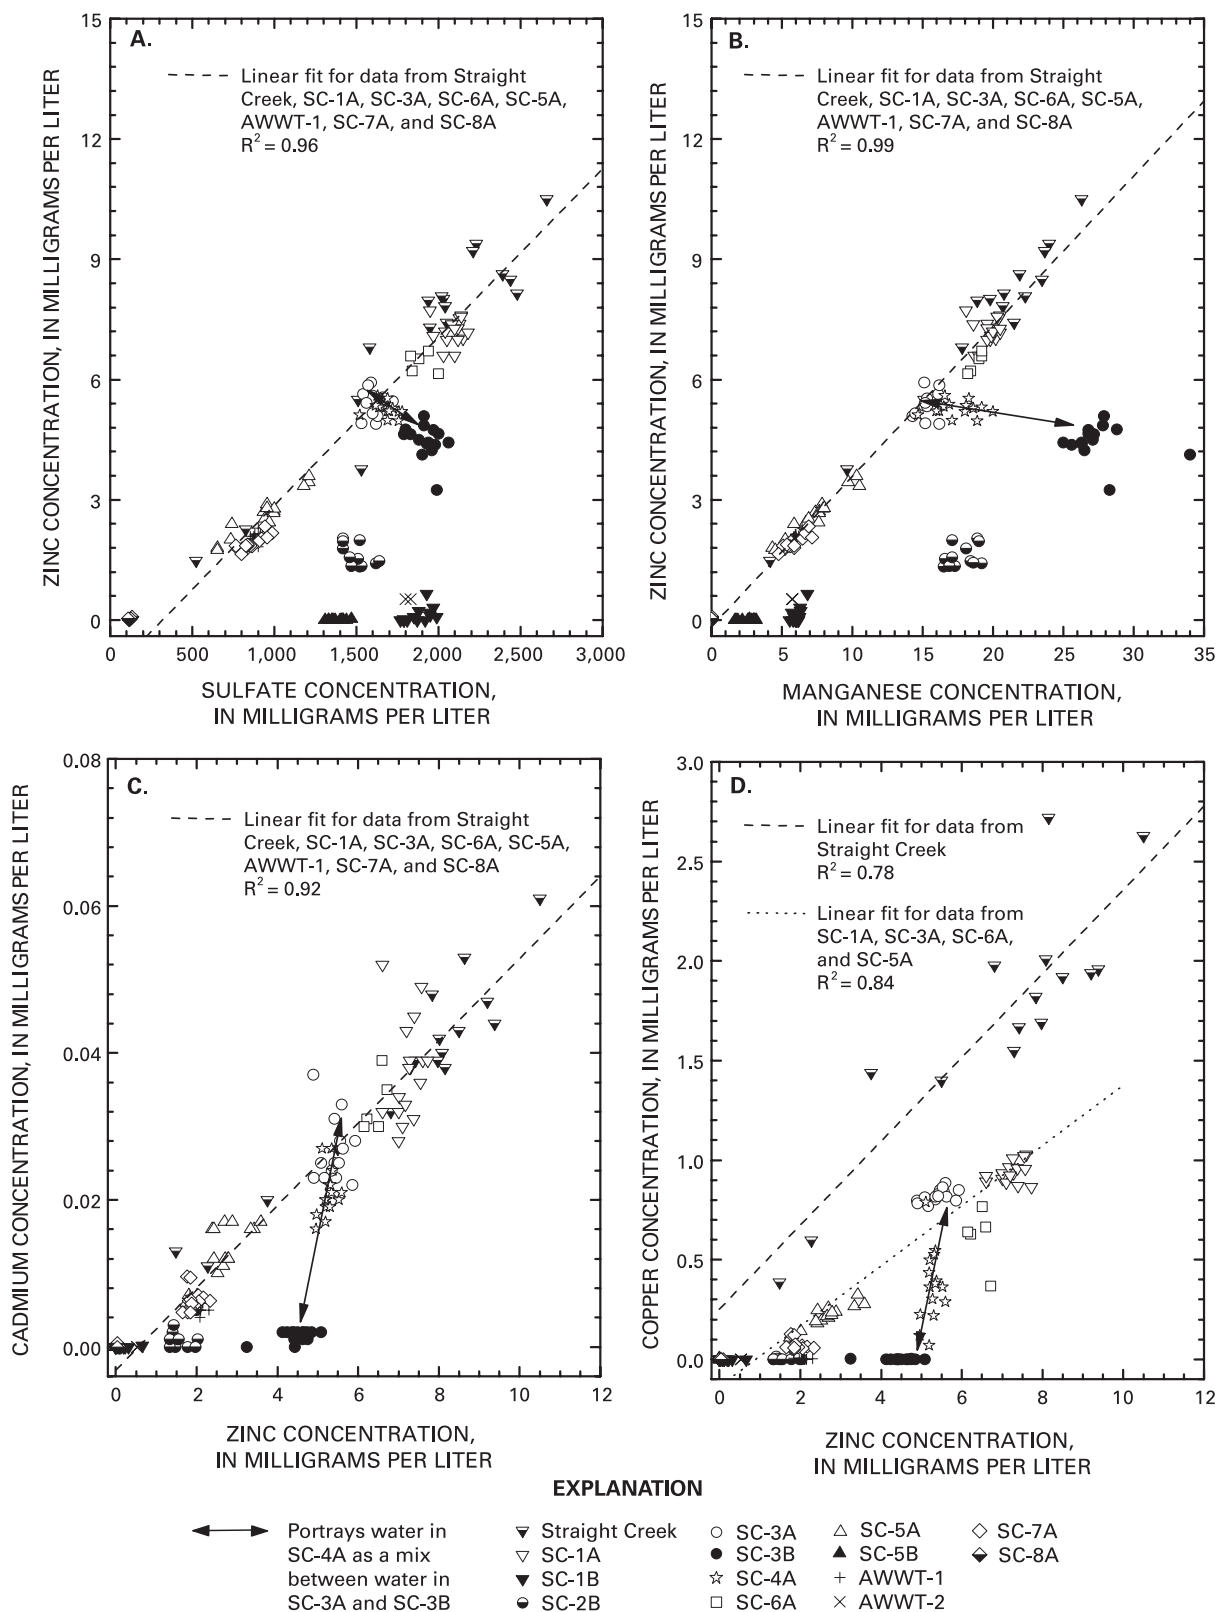 A.
Linear fit for data from Straight
Creek, SC-1A, SC-3A, SC-6A, SC-5A,
AWWT-1, SC-7A, and SC-8A
R² = 0.96
15
12
9
6
3
0
ZINC CONCENTRATION, IN MILLIGRAMS PER LITER
0 500 1,000 1,500 2,000 2,500 3,000
SULFATE CONCENTRATION,
IN MILLIGRAMS PER LITER
B.
Linear fit for data from Straight
Creek, SC-1A, SC-3A, SC-6A, SC-5A,
AWWT-1, SC-7A, and SC-8A
R² = 0.99
15
12
9
6
3
0
ZINC CONCENTRATION, IN MILLIGRAMS PER LITER
0 5 10 15 20 25 30 35
MANGANESE CONCENTRATION,
IN MILLIGRAMS PER LITER
C.
Linear fit for data from Straight
Creek, SC-1A, SC-3A, SC-6A, SC-5A,
AWWT-1, SC-7A, and SC-8A
R² = 0.92
0.08
0.06
0.04
0.02
0.00
CADMIUM CONCENTRATION, IN MILLIGRAMS PER LITER
0 2 4 6 8 10 12
ZINC CONCENTRATION,
IN MILLIGRAMS PER LITER
D.
Linear fit for data from
Straight Creek
R² = 0.78
Linear fit for data from
SC-1A, SC-3A, SC-6A,
and SC-5A
R² = 0.84
3.0
2.5
2.0
1.5
1.0
0.5
0.0
COPPER CONCENTRATION, IN MILLIGRAMS PER LITER
0 2 4 6 8 10 12
ZINC CONCENTRATION,
IN MILLIGRAMS PER LITER
EXPLANATION
Portrays water in
SC-4A as a mix
between water in
SC-3A and SC-3B
Straight Creek
SC-1A
SC-1B
SC-2B
SC-3A
SC-3B
SC-4A
SC-6A
SC-5A
SC-5B
AWWT-1
AWWT-2
SC-7A
SC-8A